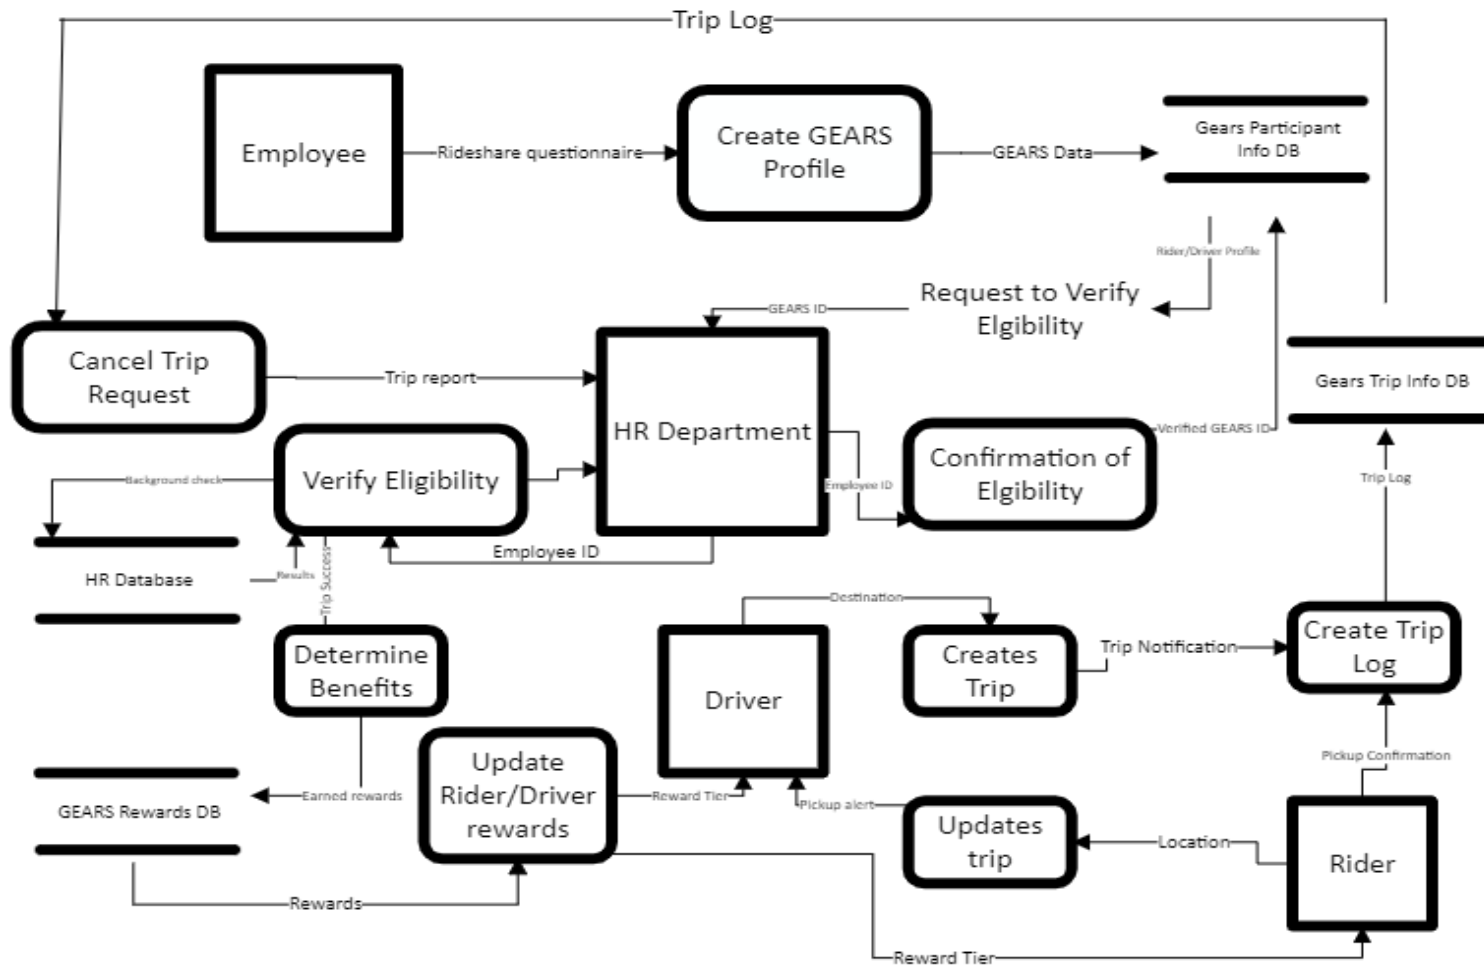 Trip Log
Employee
Rideshare questionnaire
Create GEARS
Profile
GEARS Data
Gears Participant
Info DB
Rider/Driver Profile
Request to Verify
Elgibility
GEARS ID
Cancel Trip
Request
Trip report
HR Department
Gears Trip Info DB
Verify Eligibility
Background check
Confirmation of
Elgibility
Verified GEARS ID
Employee ID
Trip Log
HR Database
Results
Employee ID
Trip Success
Destination
Determine
Benefits
Driver
Creates
Trip
Trip Notification
Create Trip
Log
Pickup Confirmation
GEARS Rewards DB
Earned rewards
Update
Rider/Driver
rewards
Reward Tier
Pickup alert
Updates
trip
Location
Rider
Rewards
Reward Tier